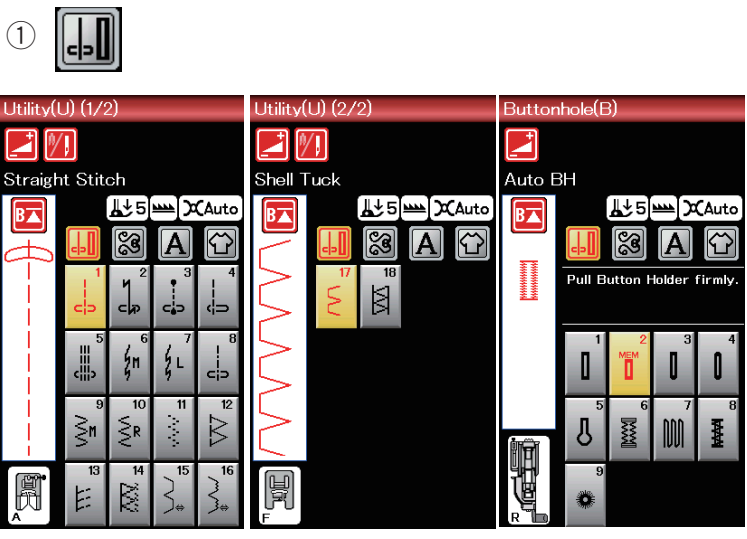 ①
Utility(U) (1/2)
Straight Stitch
B
5
Auto
A
1
2
3
4
5
6
M
7
L
8
9
M
10
R
11
12
13
14
15
16
A
Utility(U) (2/2)
Shell Tuck
B
5
Auto
A
17
18
F
Buttonhole(B)
Auto BH
B
5
Auto
A
Pull Button Holder firmly.
1
2
MEM
3
4
5
6
7
8
9
R